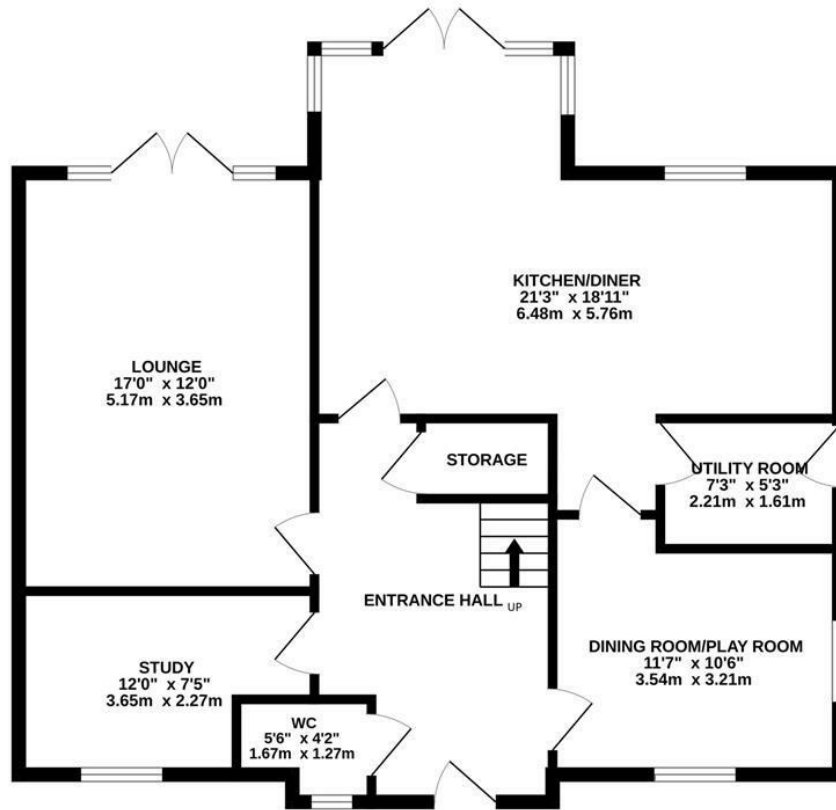 KITCHEN/DINER
21'3" x 18'11"
6.48m x 5.76m
LOUNGE
17'0" x 12'0"
5.17m x 3.65m
STORAGE
UTILITY ROOM
7'3" x 5'3"
2.21m x 1.61m
ENTRANCE HALL
UP
DINING ROOM/PLAY ROOM
11'7" x 10'6"
3.54m x 3.21m
STUDY
12'0" x 7'5"
3.65m x 2.27m
WC
5'6" x 4'2"
1.67m x 1.27m